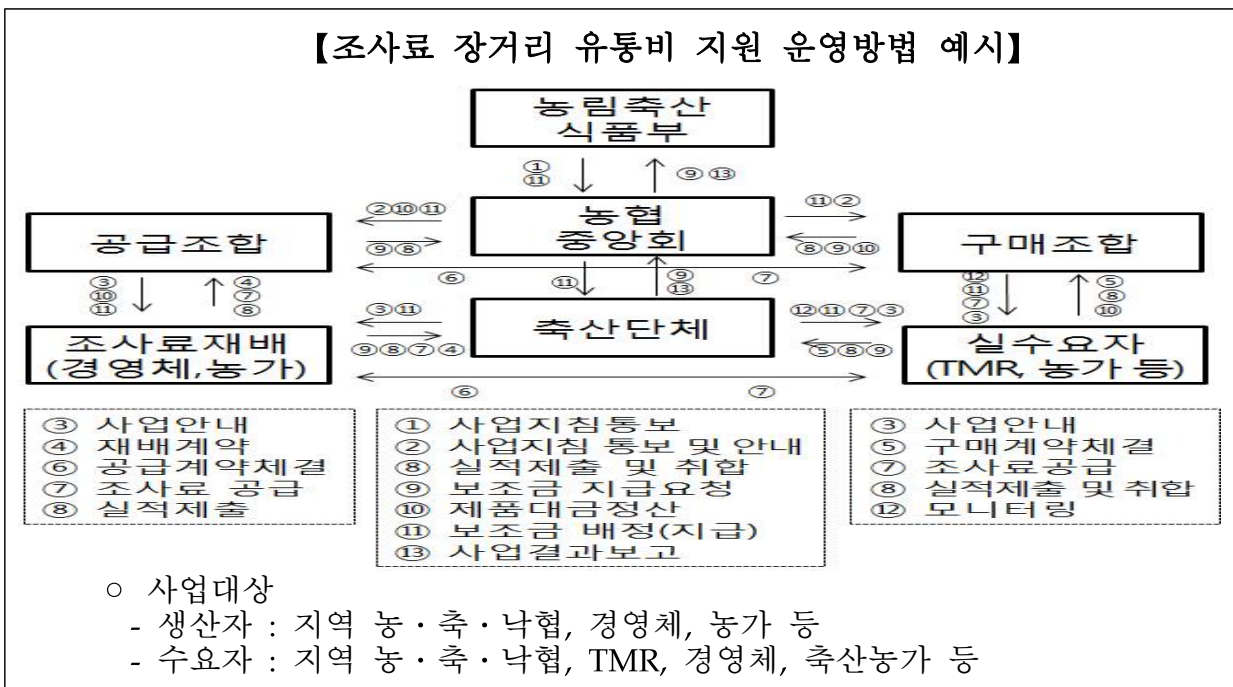 【조사료 장거리 유통비 지원 운영방법 예시】
농림축산
식품부
①
⑪
⑨ ⑬
②⑩⑪
⑪②
공급조합
농협
중앙회
구매조합
⑨⑧
⑧⑨⑩
⑥
⑦
③
⑩
⑪
④
⑦
⑧
⑪
⑨
⑬
⑫
⑪
⑦
③
⑤
⑧
⑩
③⑪
⑫⑪⑦③
조사료재배
(경영체,농가)
축산단체
실수요자
(TMR, 농가 등)
⑨⑧⑦④
⑤⑧⑨
⑥
⑦
③ 사업안내
④ 재배계약
⑥ 공급계약체결
⑦ 조사료 공급
⑧ 실적제출
① 사업지침통보
② 사업지침 통보 및 안내
⑧ 실적제출 및 취합
⑨ 보조금 지급요청
⑩ 제품대금정산
⑪ 보조금 배정(지급)
⑬ 사업결과보고
③ 사업안내
⑤ 구매계약체결
⑦ 조사료공급
⑧ 실적제출 및 취합
⑫ 모니터링
○ 사업대상
- 생산자 : 지역 농・축・낙협, 경영체, 농가 등
- 수요자 : 지역 농・축・낙협, TMR, 경영체, 축산농가 등